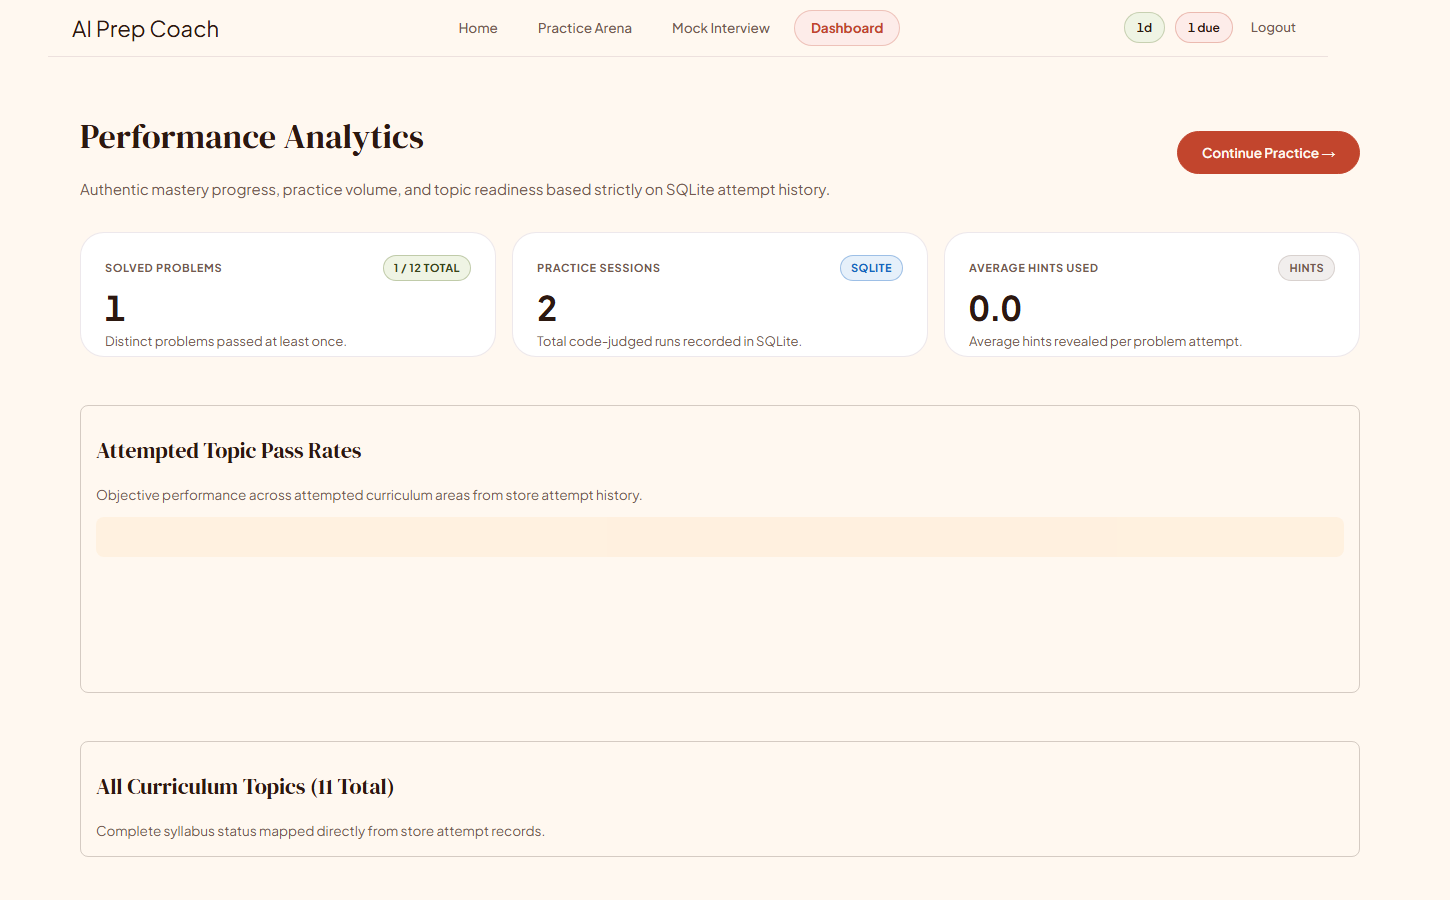 AI Prep Coach
Home
Practice Arena
Mock Interview
Dashboard
1d
1 due
Logout
Performance Analytics
Continue Practice →
Authentic mastery progress, practice volume, and topic readiness based strictly on SQLite attempt history.
SOLVED PROBLEMS
1 / 12 TOTAL
1
Distinct problems passed at least once.
PRACTICE SESSIONS
SQLITE
2
Total code-judged runs recorded in SQLite.
AVERAGE HINTS USED
HINTS
0.0
Average hints revealed per problem attempt.
Attempted Topic Pass Rates
Objective performance across attempted curriculum areas from store attempt history.
All Curriculum Topics (11 Total)
Complete syllabus status mapped directly from store attempt records.